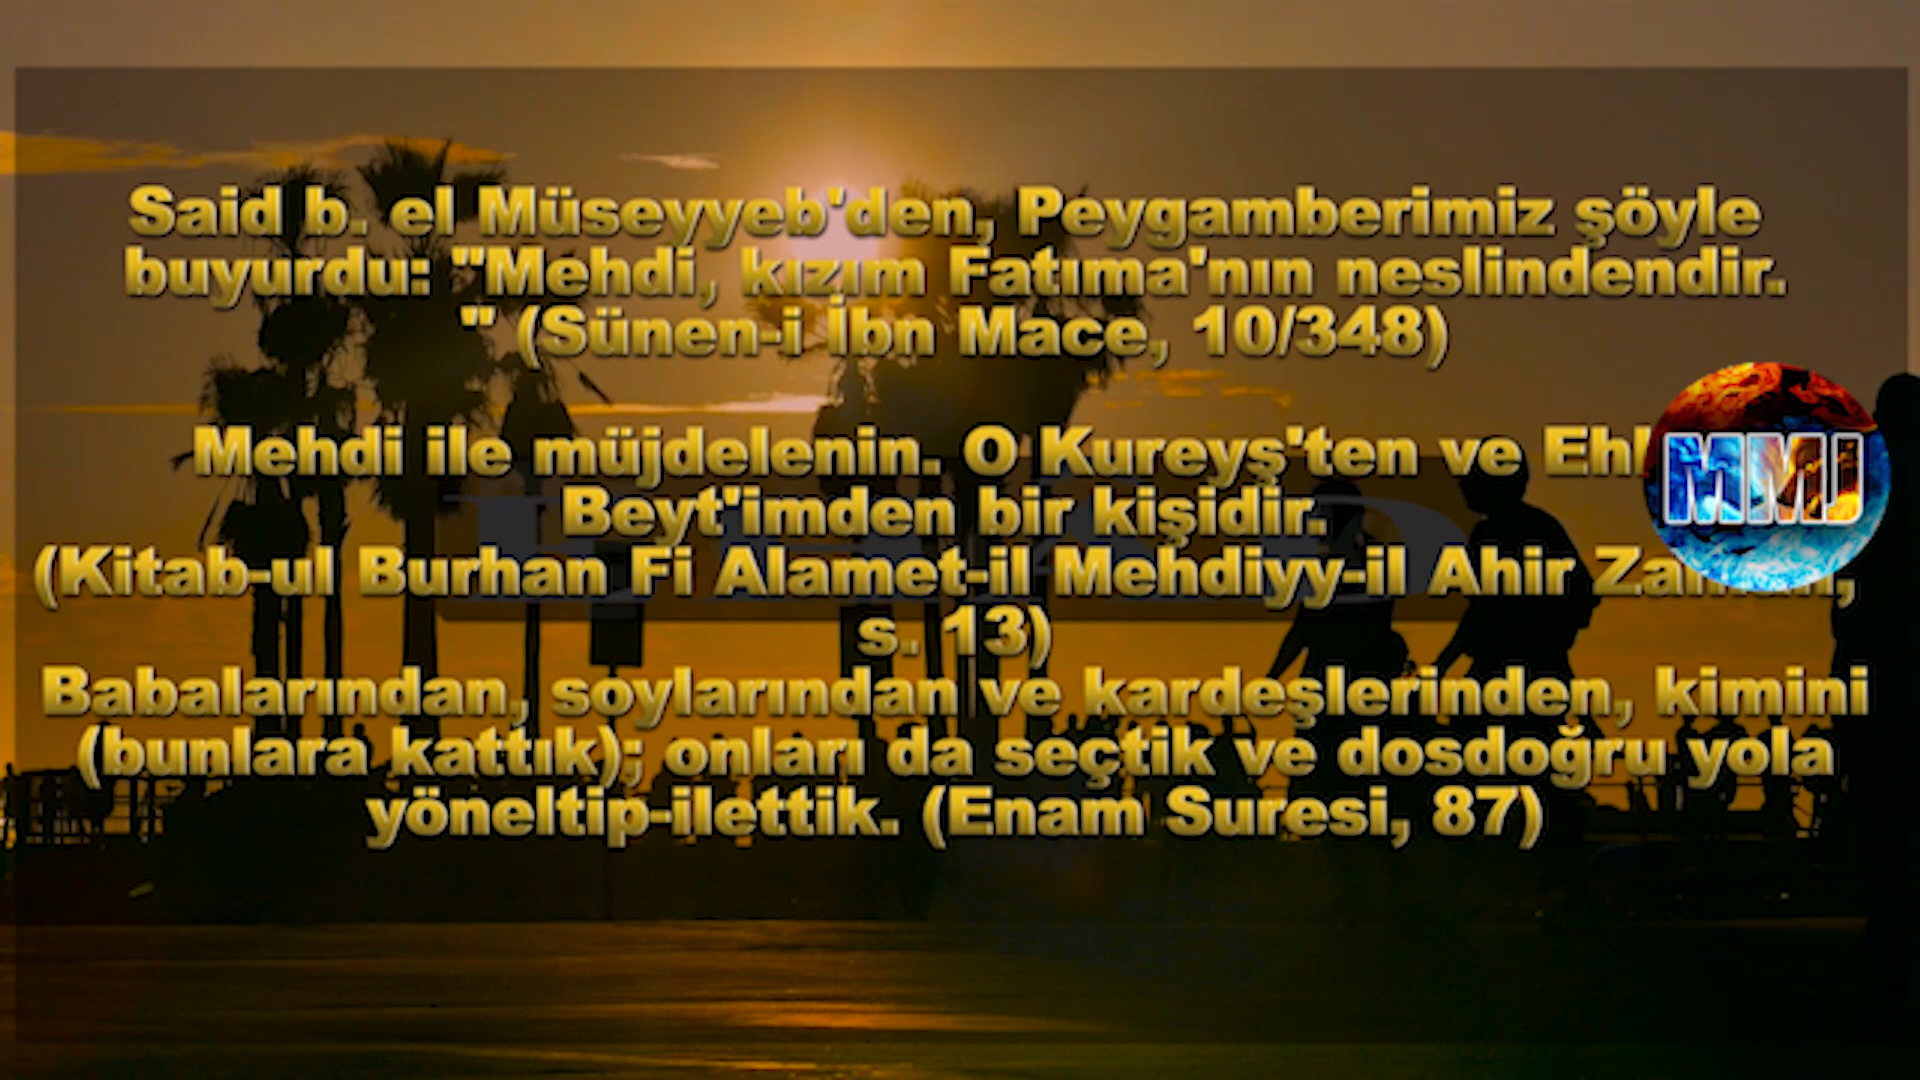 Said b. el Müseyyeb'den, Peygamberimiz şöyle
buyurdu: "Mehdi, kızım Fatıma'nın neslindendir.
" (Sünen-i İbn Mace, 10/348)
Mehdi ile müjdelenin. O Kureyş'ten ve Ehl
MMJ
Beyt'imden bir kişidir.
(Kitab-ul Burhan Fi Alamet-il Mehdiyy-il Ahir Zaman,
s. 13)
Babalarından, soylarından ve kardeşlerinden, kimini
(bunlara kattık); onları da seçtik ve dosdoğru yola
yöneltip-ilettik. (Enam Suresi, 87)